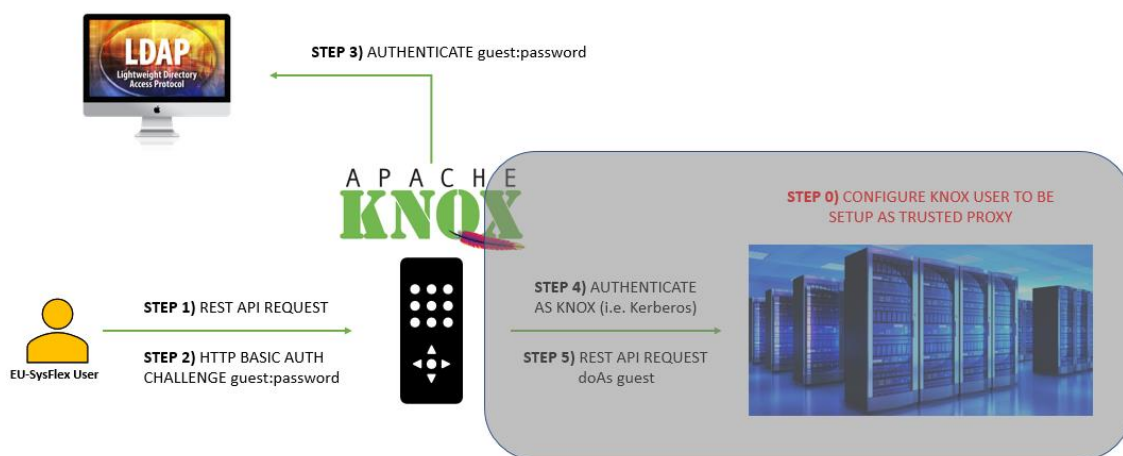 LDAP
Lightweight Directory
Access Protocol
STEP 3) AUTHENTICATE guest:password
APACHE
KNOX
STEP 0) CONFIGURE KNOX USER TO BE
SETUP AS TRUSTED PROXY
STEP 1) REST API REQUEST
STEP 2) HTTP BASIC AUTH
CHALLENGE guest:password
EU-SysFlex User
STEP 4) AUTHENTICATE
AS KNOX (i.e. Kerberos)
STEP 5) REST API REQUEST
doAs guest